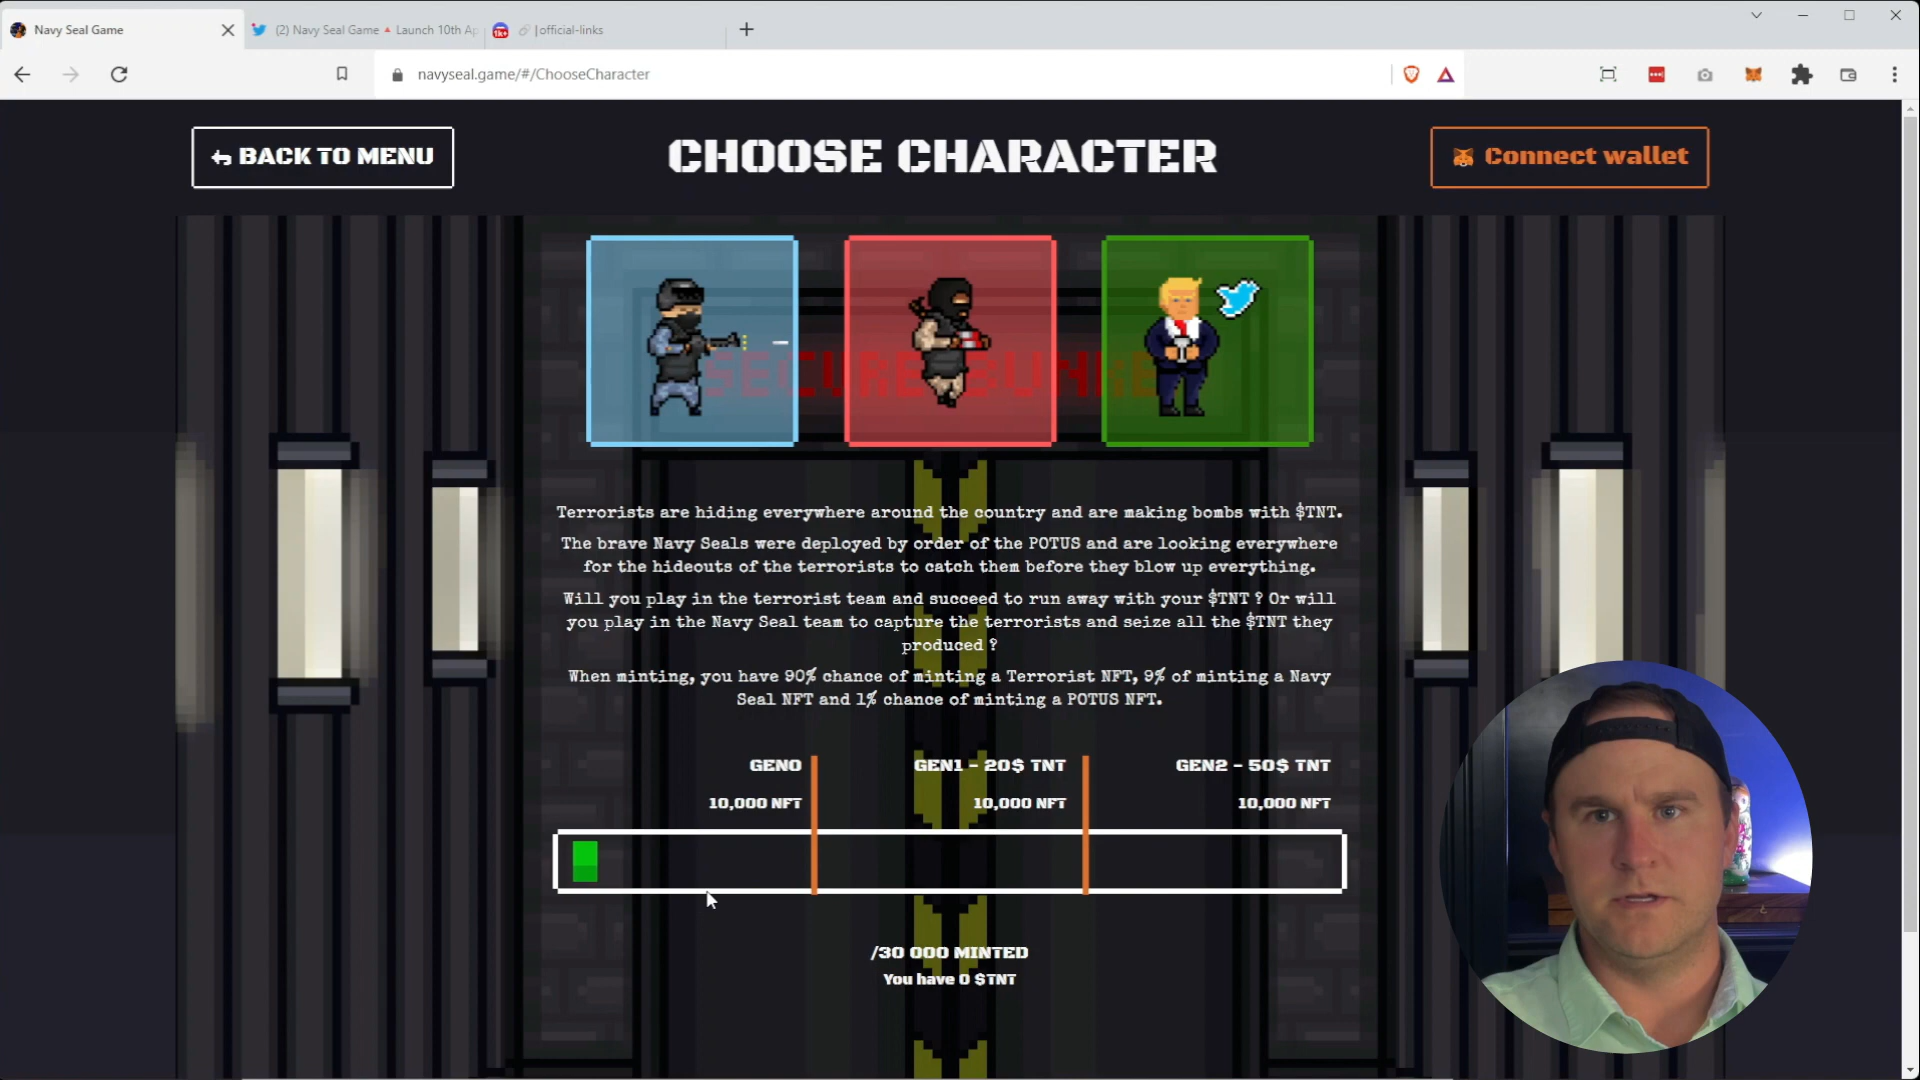 Navy Seal Game
(2) Navy Seal Game 🔺 Launch 10th Ap
1K+
|official-links
navyseal.game/#/ChooseCharacter
BACK TO MENU
CHOOSE CHARACTER
Connect wallet
SECURE BUNKE
Terrorists are hiding everywhere around the country and are making bombs with $TNT.
The brave Navy Seals were deployed by order of the POTUS and are looking everywhere
for the hideouts of the terrorists to catch them before they blow up everything.
Will you play in the terrorist team and succeed to run away with your $TNT ? Or will
you play in the Navy Seal team to capture the terrorists and seize all the $TNT they
produced ?
When minting, you have 90% chance of minting a Terrorist NFT, 9% of minting a Navy
Seal NFT and 1% chance of minting a POTUS NFT.
GEN0
GEN1 - 20$ TNT
GEN2 - 50$ TNT
10,000 NFT
10,000 NFT
10,000 NFT
/30 000 MINTED
You have 0 $TNT